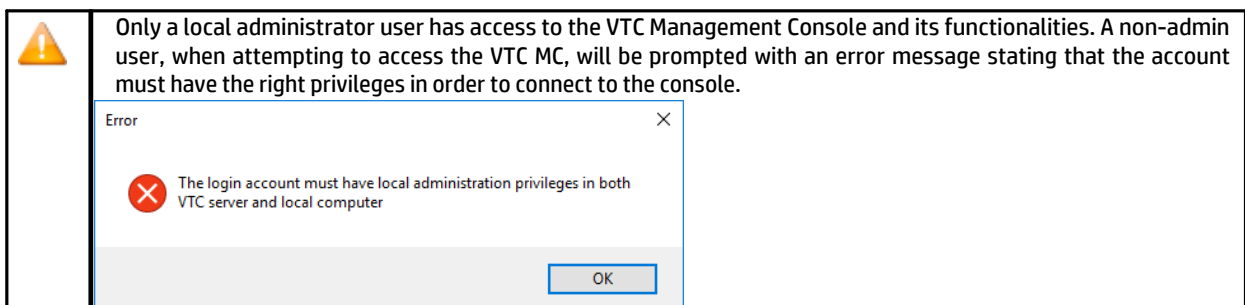 Only a local administrator user has access to the VTC Management Console and its functionalities. A non-admin
user, when attempting to access the VTC MC, will be prompted with an error message stating that the account
must have the right privileges in order to connect to the console.
Error
The login account must have local administration privileges in both
VTC server and local computer
OK